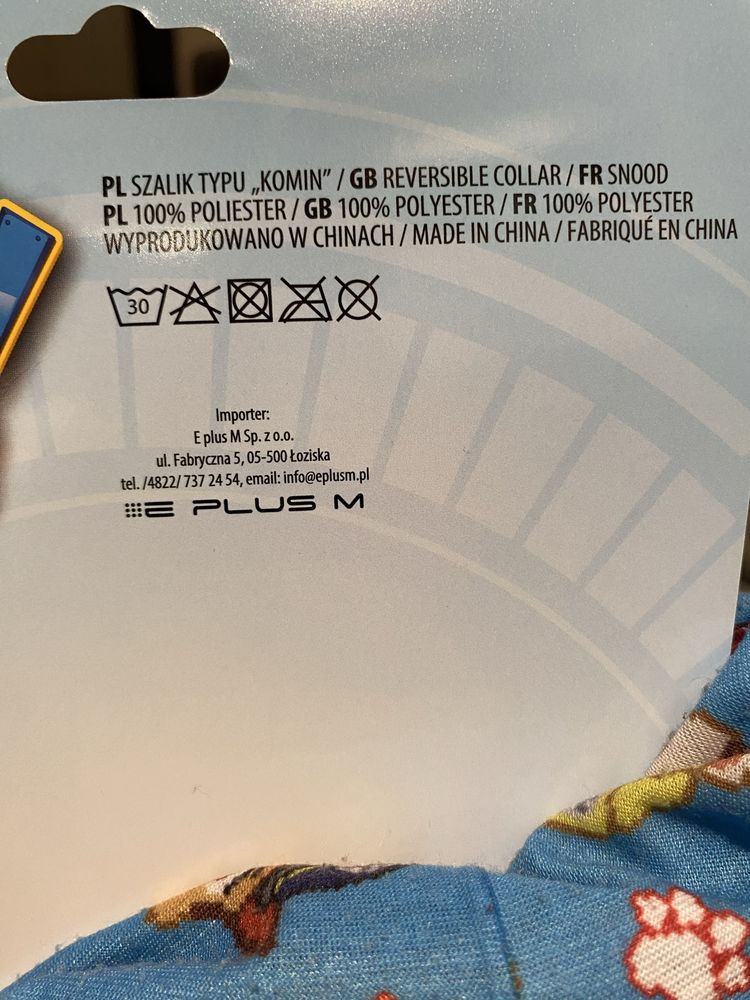 PL SZALIK TYPU „KOMIN” / GB REVERSIBLE COLLAR / FR SNOOD
PL 100% POLIESTER / GB 100% POLYESTER / FR 100% POLYESTER
WYPRODUKOWANO W CHINACH / MADE IN CHINA / FABRIQUÉ EN CHINA
30
Importer:
E plus M Sp. z o.o.
ul. Fabryczna 5, 05-500 Łoziska
tel. /4822/ 737 24 54, email: info@eplusm.pl
E PLUS M